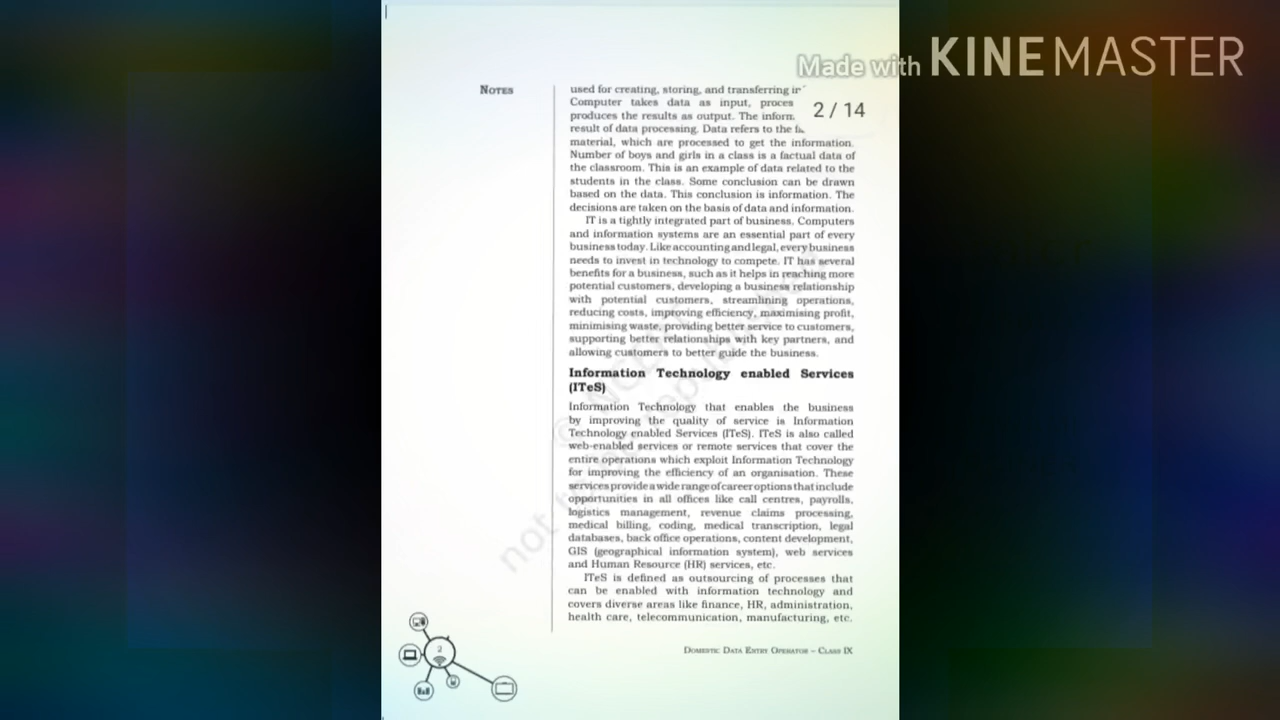 Made with KINEMASTER
2 / 14
NOTES
used for creating, storing, and transferring
Computer takes data as input,
produces the results as output. The
result of data processing. Data refers to the
material, which are processed to get the information.
Number of boys and girls in a class is a factual data of
the classroom. This is an example of data related to the
students in the class. Some conclusion can be drawn
based on the data. This conclusion is information. The
decisions are taken on the basis of data and information.
IT is a tightly integrated part of business. Computers
and information systems are an essential part of every
business today. Like accounting and legal, every business
needs to invest in technology to compete. IT has several
benefits for a business, such as it helps in reaching more
potential customers, developing a business relationship
with potential customers, streamlining operations,
reducing costs, improving efficiency, maximising profit,
minimising waste, providing better service to customers,
supporting better relationships with key partners, and
allowing customers to better guide the business.
Information Technology enabled Services
(ITeS)
Information Technology that enables the business
by improving the quality of service is Information
Technology enabled Services (ITeS). ITeS is also called
web-enabled services or remote services that cover the
entire operations which exploit Information Technology
for improving the efficiency of an organisation. These
services provide a wide range of career options that include
opportunities in all offices like call centres, payrolls,
logistics management, revenue claims processing,
medical billing, coding, medical transcription, legal
databases, back office operations, content development,
GIS (geographical information system), web services
and Human Resource (HR) services, etc.
ITeS is defined as outsourcing of processes that
can be enabled with information technology and
covers diverse areas like finance, HR, administration,
health care, telecommunication, manufacturing, etc.
2
DOMESTIC DATA ENTRY OPERATOR – CLASS IX